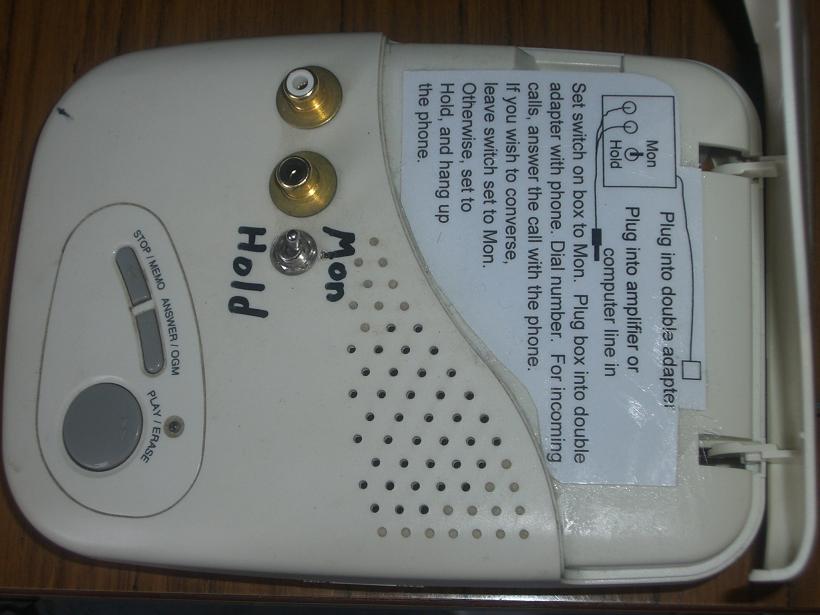 Plug into double adapter
Mon
Plug into amplifier or
Hold
computer line in
Set switch on box to Mon. Plug box into double
adapter with phone. Dial number. For incoming
calls, answer the call with the phone.
If you wish to converse,
leave switch set to Mon.
Otherwise, set to
Hold, and hang up
the phone.
Mon
Hold
STOP / MEMO
ANSWER / OGM
PLAY / ERASE